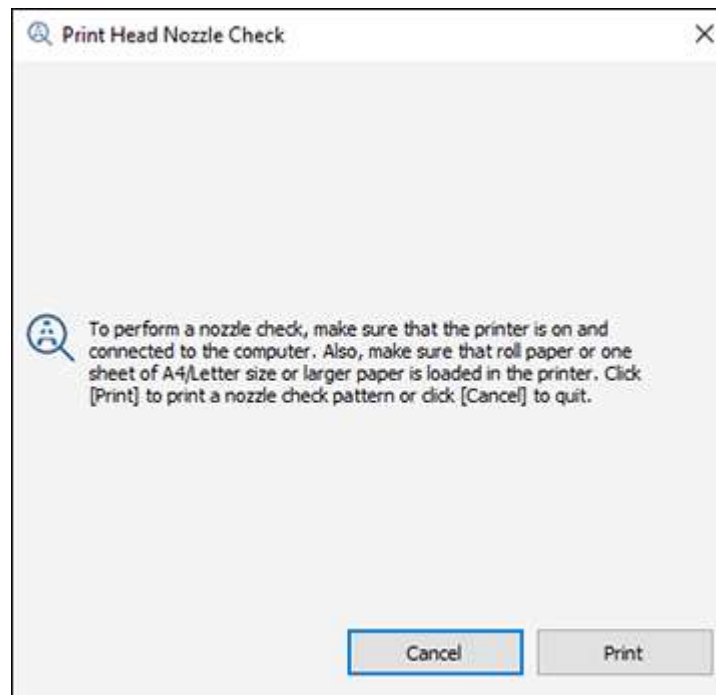 Print Head Nozzle Check
To perform a nozzle check, make sure that the printer is on and
connected to the computer. Also, make sure that roll paper or one
sheet of A4/Letter size or larger paper is loaded in the printer. Click
[Print] to print a nozzle check pattern or click [Cancel] to quit.
Cancel
Print